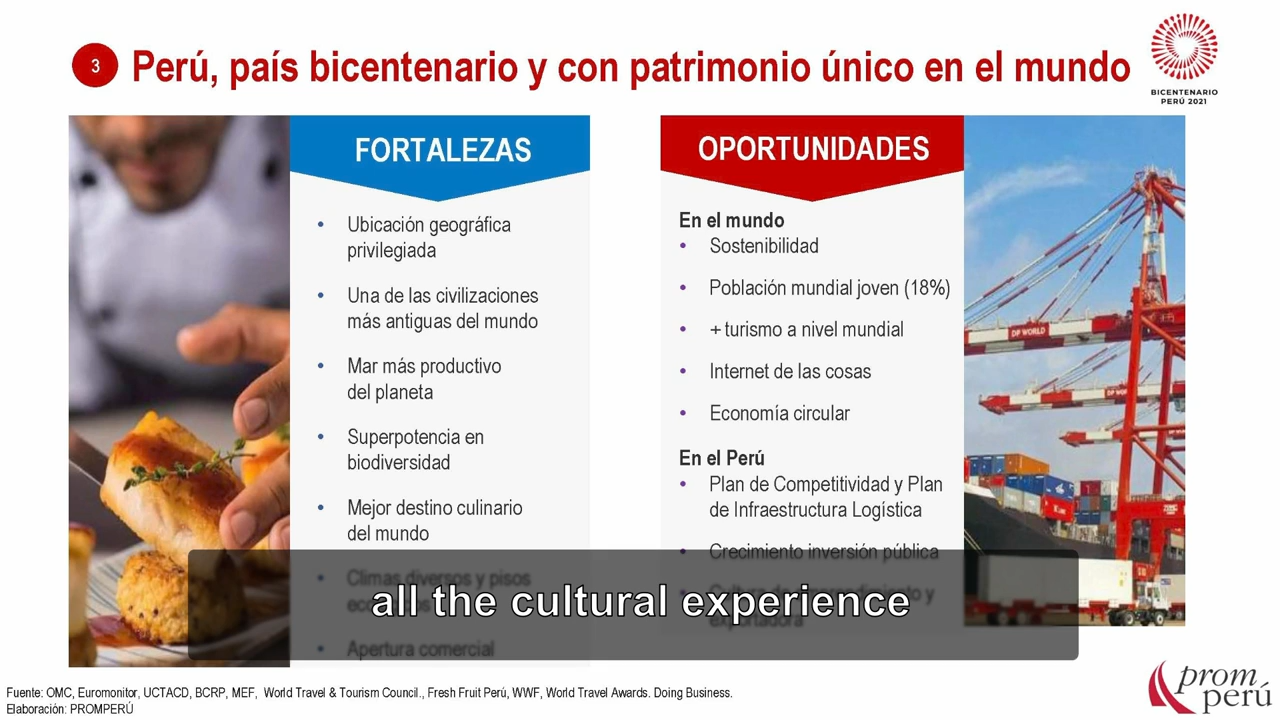 3
Perú, país bicentenario y con patrimonio único en el mundo
BICENTENARIO
PERÚ 2021
FORTALEZAS
• Ubicación geográfica
privilegiada
• Una de las civilizaciones
más antiguas del mundo
• Mar más productivo
del planeta
• Superpotencia en
biodiversidad
• Mejor destino culinario
del mundo
• Climas diversos y pisos
• Apertura comercial
OPORTUNIDADES
En el mundo
• Sostenibilidad
• Población mundial joven (18%)
• + turismo a nivel mundial
• Internet de las cosas
• Economía circular
En el Perú
• Plan de Competitividad y Plan
de Infraestructura Logística
• Crecimiento inversión pública
y
exportadora
DP WORLD
all the cultural experience
Fuente: OMC, Euromonitor, UCTACD, BCRP, MEF, World Travel & Tourism Council., Fresh Fruit Perú, WWF, World Travel Awards. Doing Business.
Elaboración: PROMPERÚ
prom
perú